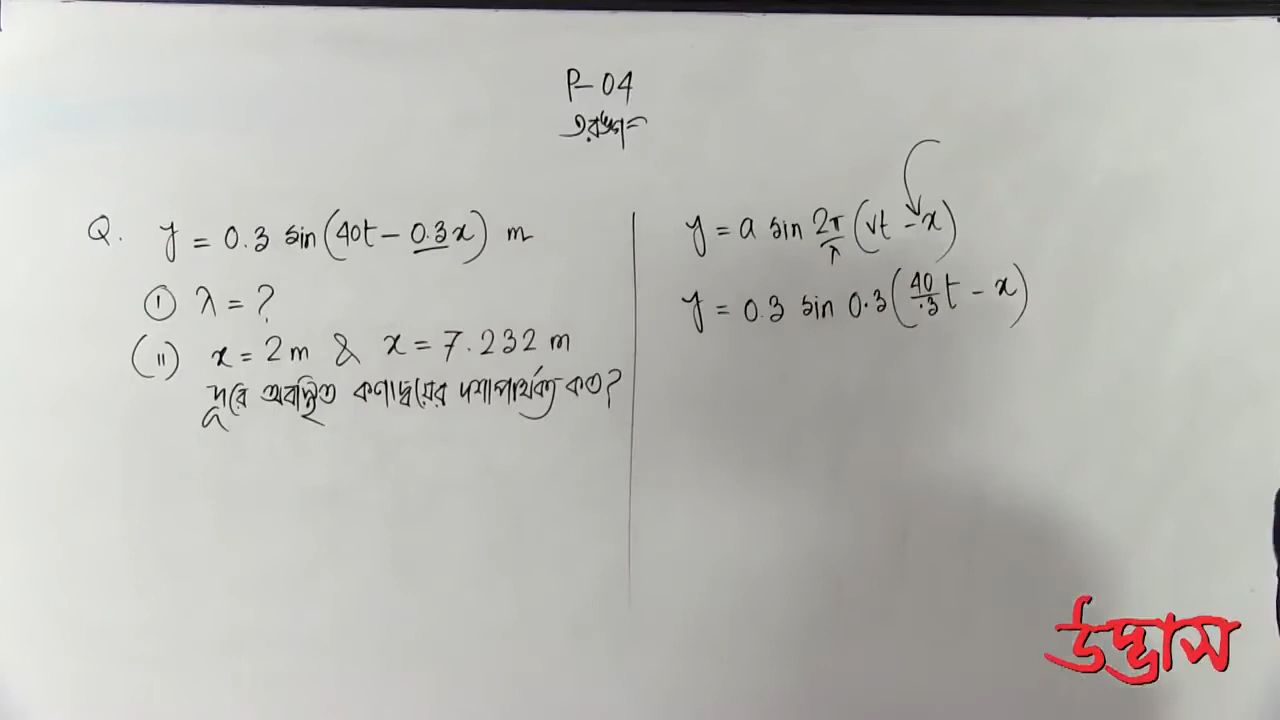 P-04
তরঙ্গ
Q. y = 0.3 sin(40t - 0.3x) m
(i) λ = ?
(ii) x = 2m & x = 7.232 m
দূরে অবস্থিত কণাদ্বয়ের দশাপার্থক্য কত?
y = a sin 2π/λ (vt - x)
y = 0.3 sin 0.3(40/.3 t - x)
উদ্ভাস